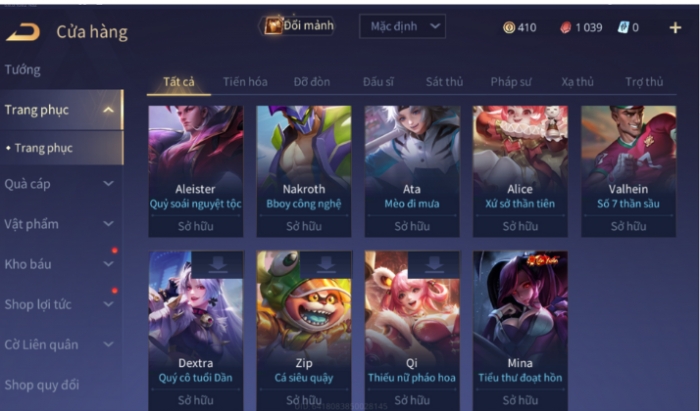 Cửa hàng
Đổi mảnh
Mặc định
410
1 039
0
Tướng
Trang phục
Trang phục
Quà cáp
Vật phẩm
Kho báu
Shop lợi tức
Cờ Liên quân
Shop quy đổi
Tất cả
Tiến hóa
Đỡ đòn
Đấu sĩ
Sát thủ
Pháp sư
Xạ thủ
Trợ thủ
Aleister
Quỷ soái nguyệt tộc
Sở hữu
Nakroth
Bboy công nghệ
Sở hữu
Ata
Mèo đi mưa
Sở hữu
Alice
Xứ sở thần tiên
Sở hữu
Valhein
Số 7 thần sầu
Sở hữu
Dextra
Quý cô tuổi Dần
Sở hữu
Zip
Cá siêu quậy
Sở hữu
Qi
Thiếu nữ pháo hoa
Sở hữu
Mina
Tiểu thư đoạt hồn
Sở hữu